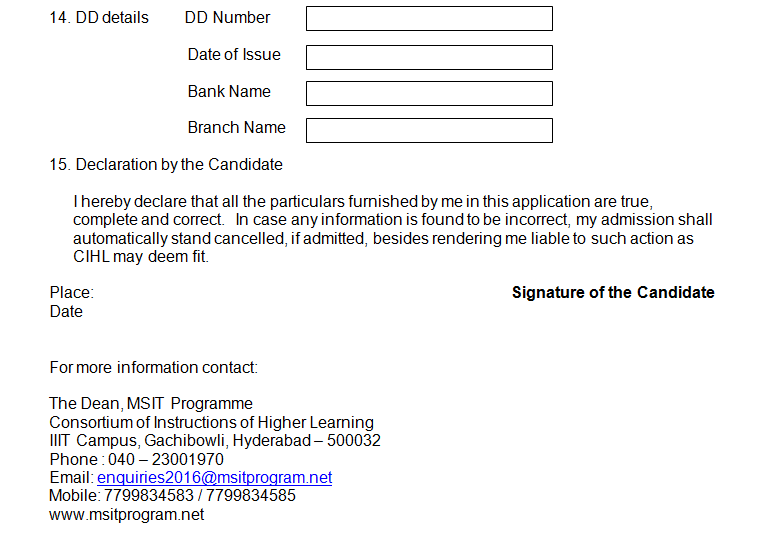 14. DD details DD Number
Date of Issue
Bank Name
Branch Name
15. Declaration by the Candidate
I hereby declare that all the particulars furnished by me in this application are true,
complete and correct. In case any information is found to be incorrect, my admission shall
automatically stand cancelled, if admitted, besides rendering me liable to such action as
CIHL may deem fit.
Place: Signature of the Candidate
Date
For more information contact:
The Dean, MSIT Programme
Consortium of Instructions of Higher Learning
IIIT Campus, Gachibowli, Hyderabad – 500032
Phone : 040 – 23001970
Email: enquiries2016@msitprogram.net
Mobile: 7799834583 / 7799834585
www.msitprogram.net